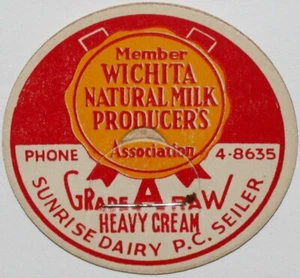 Member
WICHITA
NATURAL MILK
PRODUCER'S
Association
PHONE 4-8635
GRADE A RAW
HEAVY CREAM
SUNRISE DAIRY P.C. SEILER.